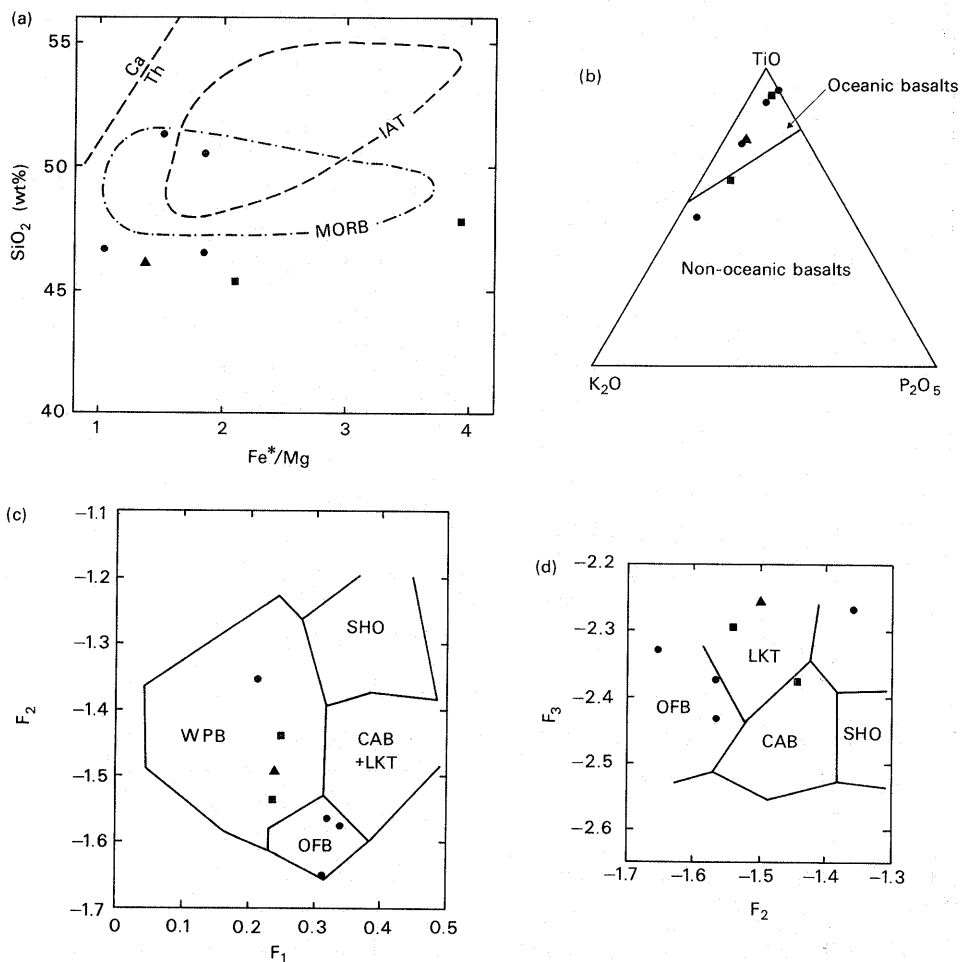 (a)
55
50
45
40
SiO₂ (wt%)
Ca
Th
IAT
MORB
1 2 3 4
Fe*/Mg
(b)
TiO
Oceanic basalts
Non-oceanic basalts
K₂O
P₂O₅
(c)
−1.1
−1.2
−1.3
−1.4
−1.5
−1.6
−1.7
F₂
SHO
WPB
CAB
+LKT
OFB
0 0.1 0.2 0.3 0.4 0.5
F₁
(d)
−2.2
−2.3
−2.4
−2.5
−2.6
F₃
LKT
OFB
CAB
SHO
−1.7 −1.6 −1.5 −1.4 −1.3
F₂